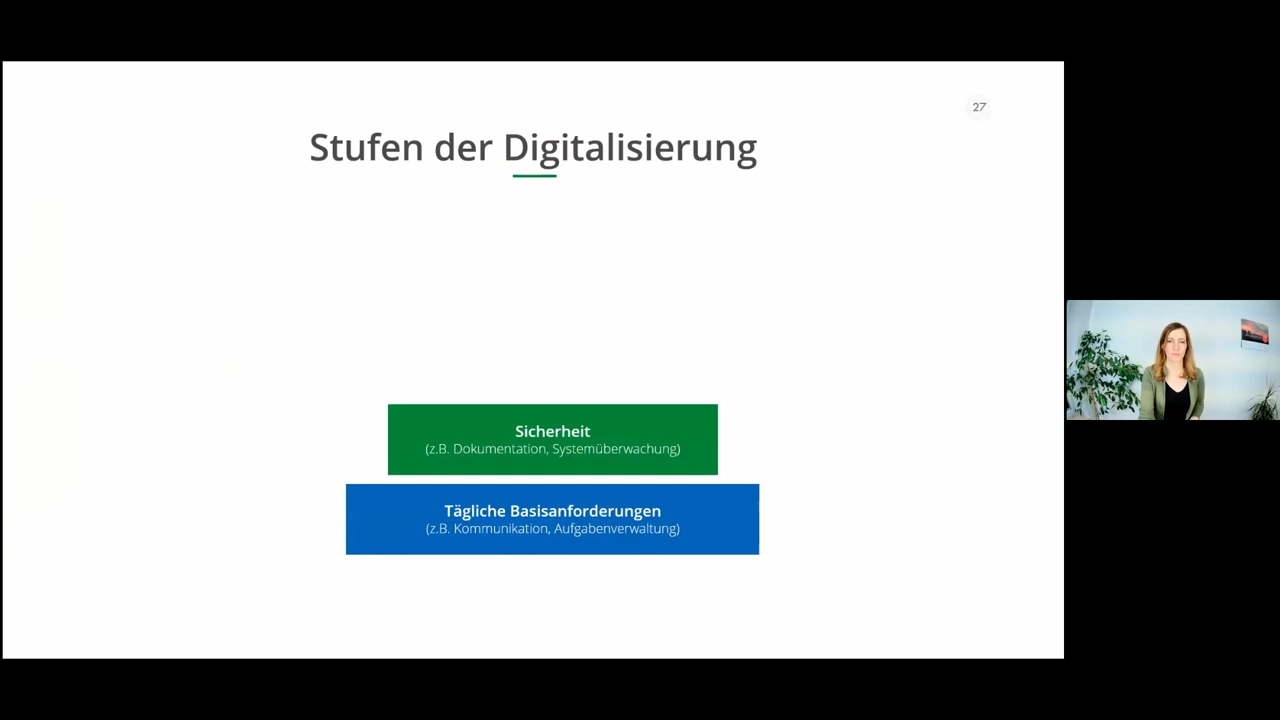 27
Stufen der Digitalisierung
Sicherheit
(z.B. Dokumentation, Systemüberwachung)
Tägliche Basisanforderungen
(z.B. Kommunikation, Aufgabenverwaltung)